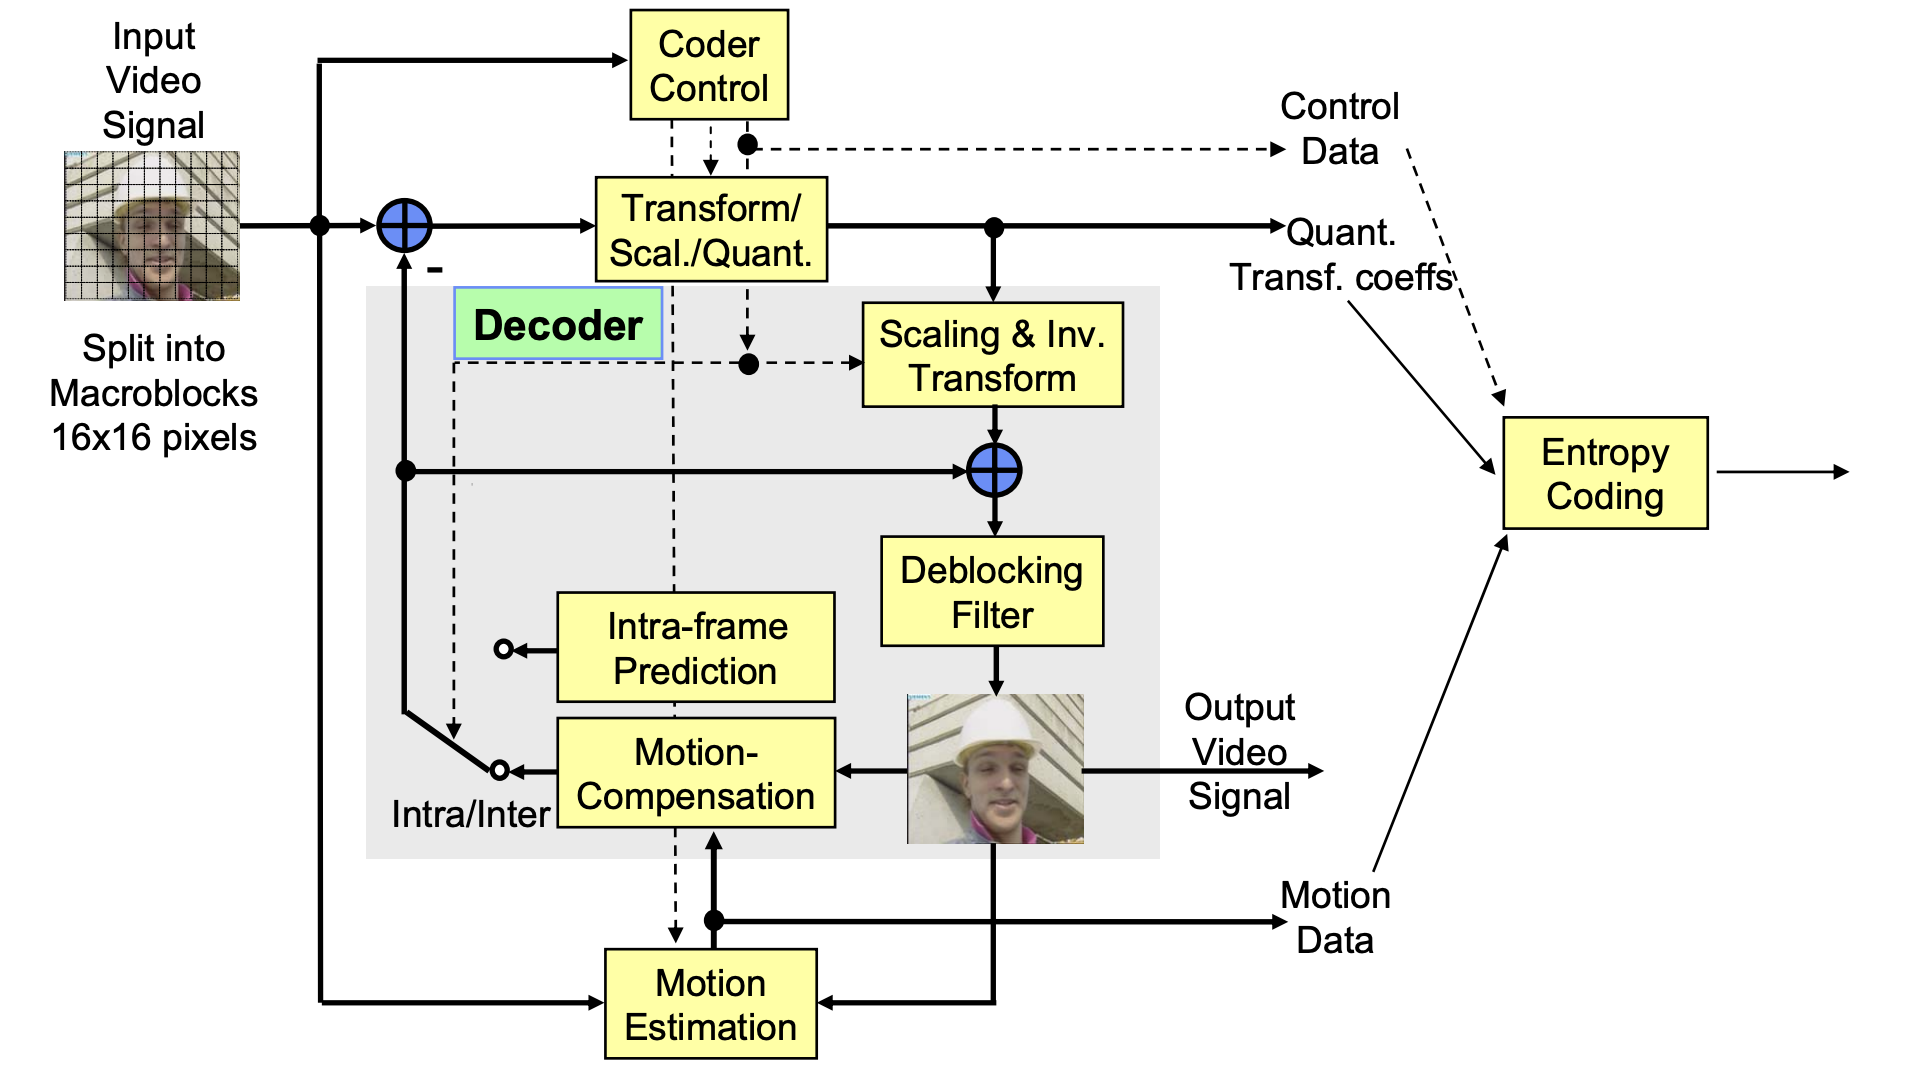 Input
Video
Signal
Split into
Macroblocks
16x16 pixels
Coder
Control
Transform/
Scal./Quant.
-
Decoder
Scaling & Inv.
Transform
Deblocking
Filter
Intra-frame
Prediction
Motion-
Compensation
Intra/Inter
Motion
Estimation
Control
Data
Quant.
Transf. coeffs
Entropy
Coding
Output
Video
Signal
Motion
Data